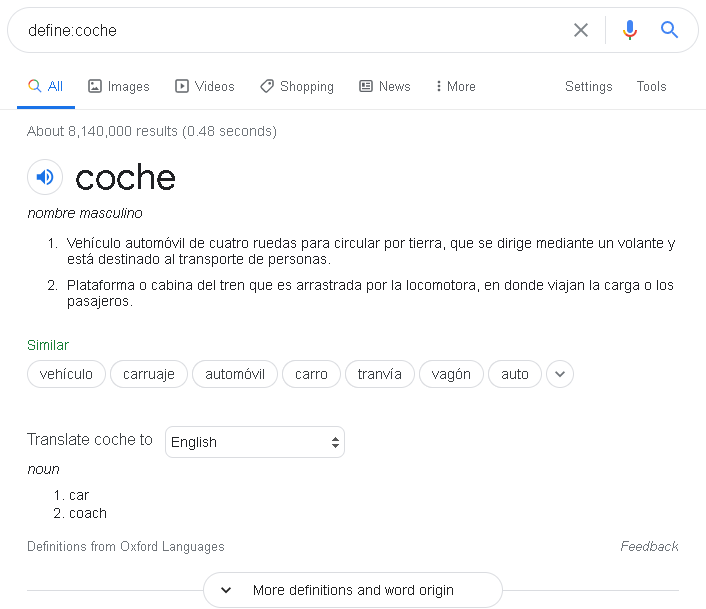 define:coche
All Images Videos Shopping News More Settings Tools
About 8,140,000 results (0.48 seconds)
coche
nombre masculino
1. Vehículo automóvil de cuatro ruedas para circular por tierra, que se dirige mediante un volante y
está destinado al transporte de personas.
2. Plataforma o cabina del tren que es arrastrada por la locomotora, en donde viajan la carga o los
pasajeros.
Similar
vehículo carruaje automóvil carro tranvía vagón auto
Translate coche to English
noun
1. car
2. coach
Definitions from Oxford Languages Feedback
More definitions and word origin